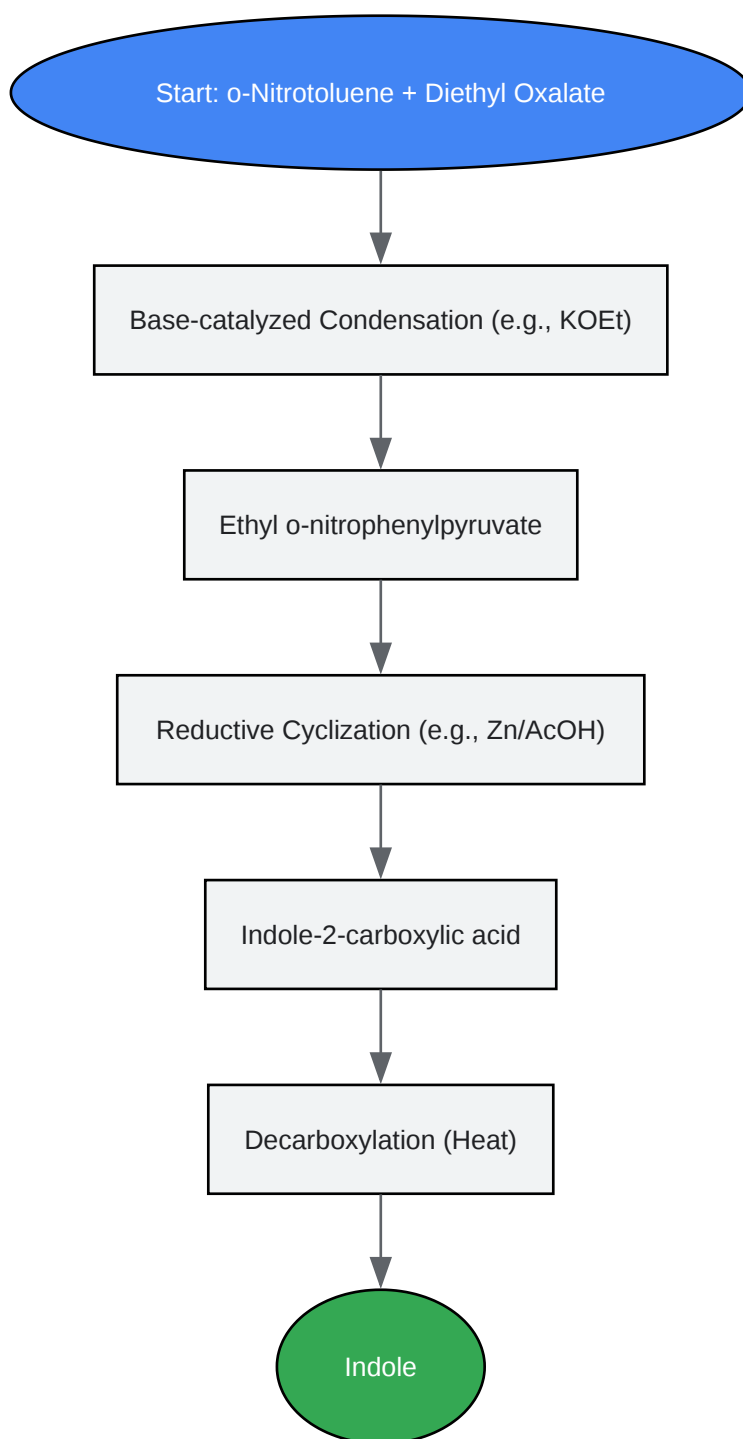 Start: o-Nitrotoluene + Diethyl Oxalate
Base-catalyzed Condensation (e.g., KOEt)
Ethyl o-nitrophenylpyruvate
Reductive Cyclization (e.g., Zn/AcOH)
Indole-2-carboxylic acid
Decarboxylation (Heat)
Indole